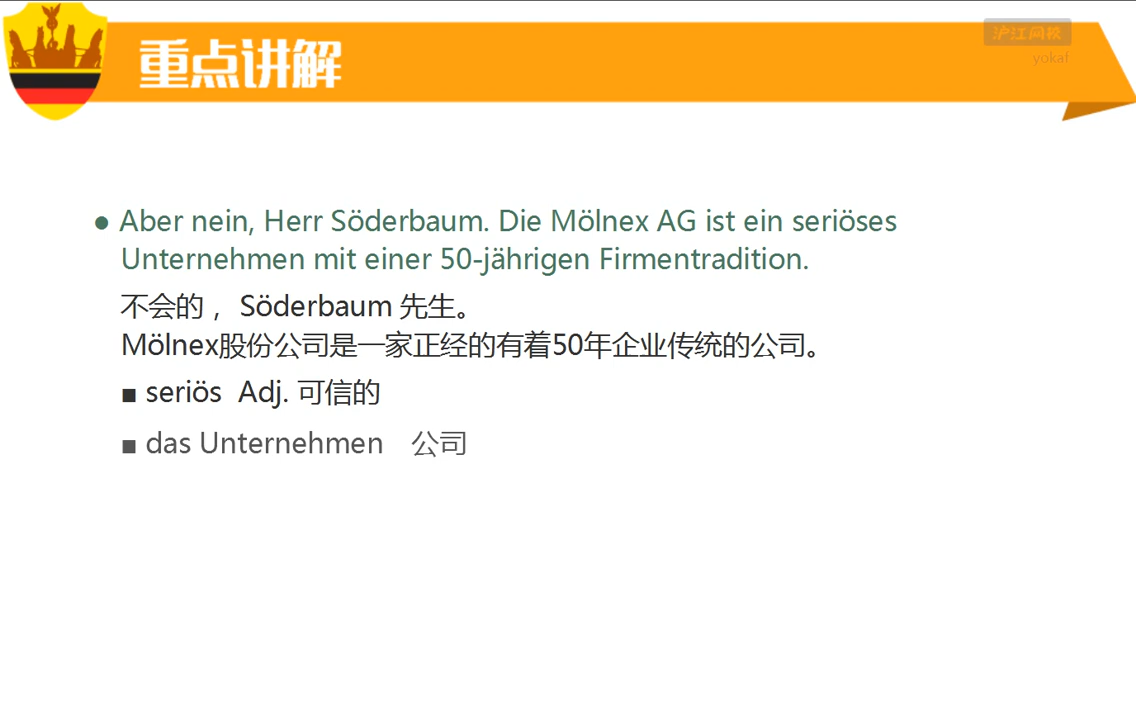 重点讲解
沪江网校
yokaf
● Aber nein, Herr Söderbaum. Die Mölnex AG ist ein seriöses
Unternehmen mit einer 50-jährigen Firmentradition.
不会的， Söderbaum 先生。
Mölnex股份公司是一家正经的有着50年企业传统的公司。
■ seriös Adj. 可信的
■ das Unternehmen 公司